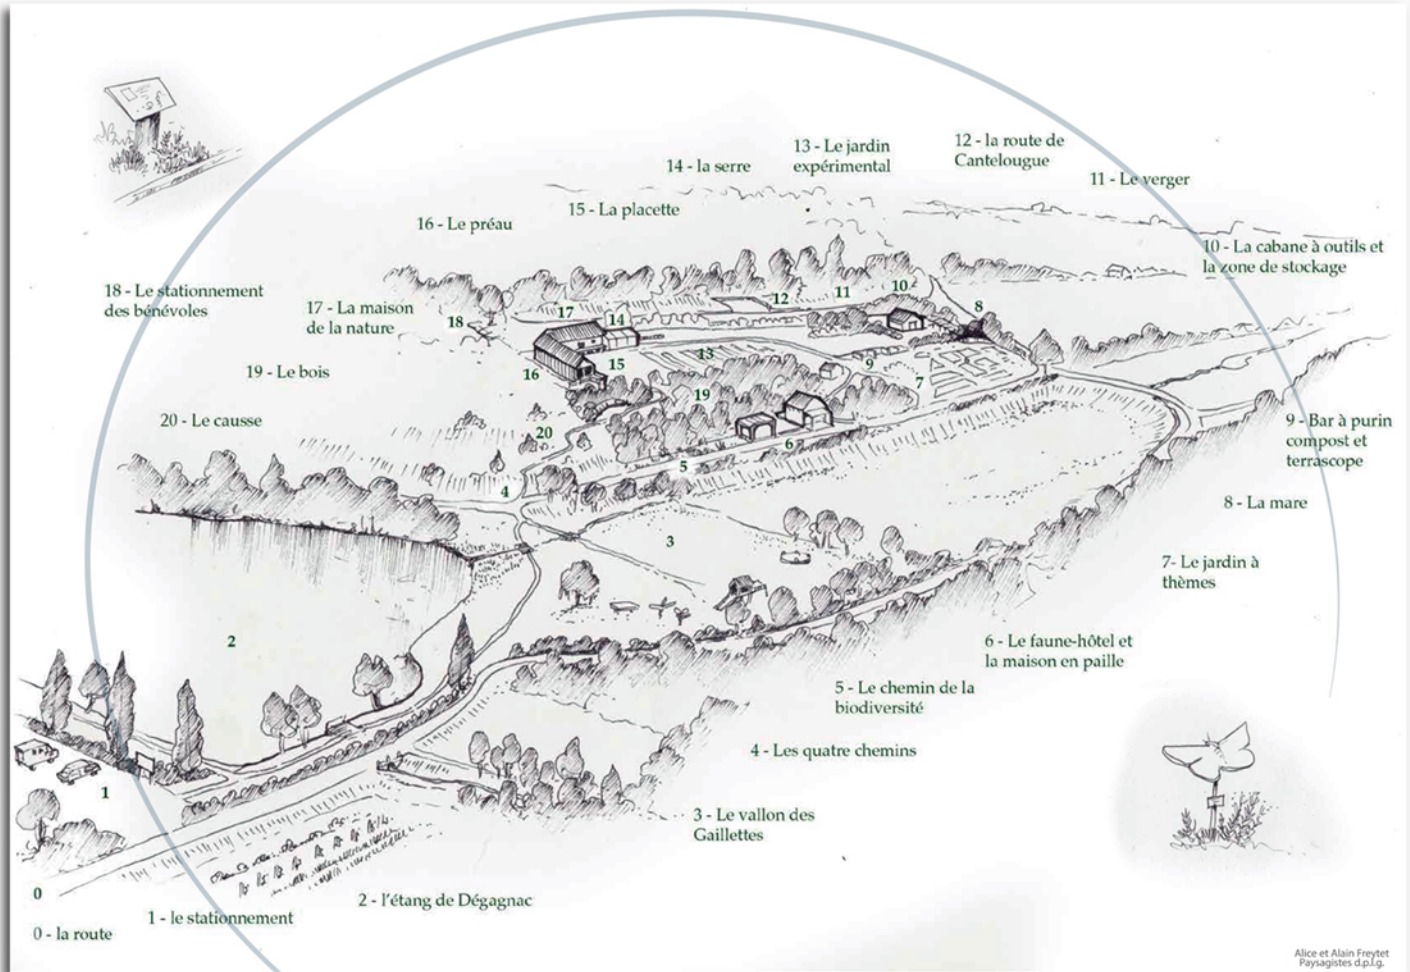 12 - la route de
Cantelougue
13 - Le jardin
expérimental
14 - la serre
11 - Le verger
15 - La placette
16 - Le préau
10 - La cabane à outils et
la zone de stockage
18 - Le stationnement
des bénévoles
17 - La maison
de la nature
19 - Le bois
20 - Le causse
9 - Bar à purin
compost et
terrascope
8 - La mare
7- Le jardin à
thèmes
6 - Le faune-hôtel et
la maison en paille
5 - Le chemin de la
biodiversité
4 - Les quatre chemins
3 - Le vallon des
Gaillettes
2 - l'étang de Dégagnac
1 - le stationnement
0 - la route
10
11
12
8
17
14
18
13
15
9
16
7
19
20
6
5
4
3
2
1
0
Alice et Alain Freytet
Paysagistes d.p.l.g.